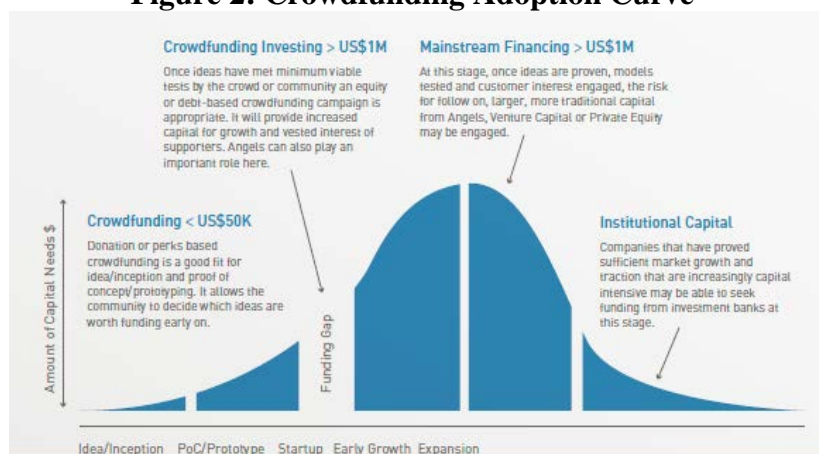 Figure 2: Crowdfunding Adoption Curve
Crowdfunding Investing > US$1M
Once ideas have met minimum viable
tests by the crowd or community an equity
or debt-based crowdfunding campaign is
appropriate. It will provide increased
capital for growth and vested interest of
supporters. Angels can also play an
important role here.
Mainstream Financing > US$1M
At this stage, once ideas are proven, models
tested and customer interest engaged, the risk
for follow on, larger, more traditional capital
from Angels, Venture Capital or Private Equity
may be engaged.
Crowdfunding < US$50K
Donation or perks based
crowdfunding is a good fit for
idea/inception and proof of
concept/prototyping. It allows the
community to decide which ideas are
worth funding early on.
Institutional Capital
Companies that have proved
sufficient market growth and
traction that are increasingly capital
intensive may be able to seek
funding from investment banks at
this stage.
Amount of Capital Needs $
Funding Gap
Idea/Inception PoC/Prototype Startup Early Growth Expansion